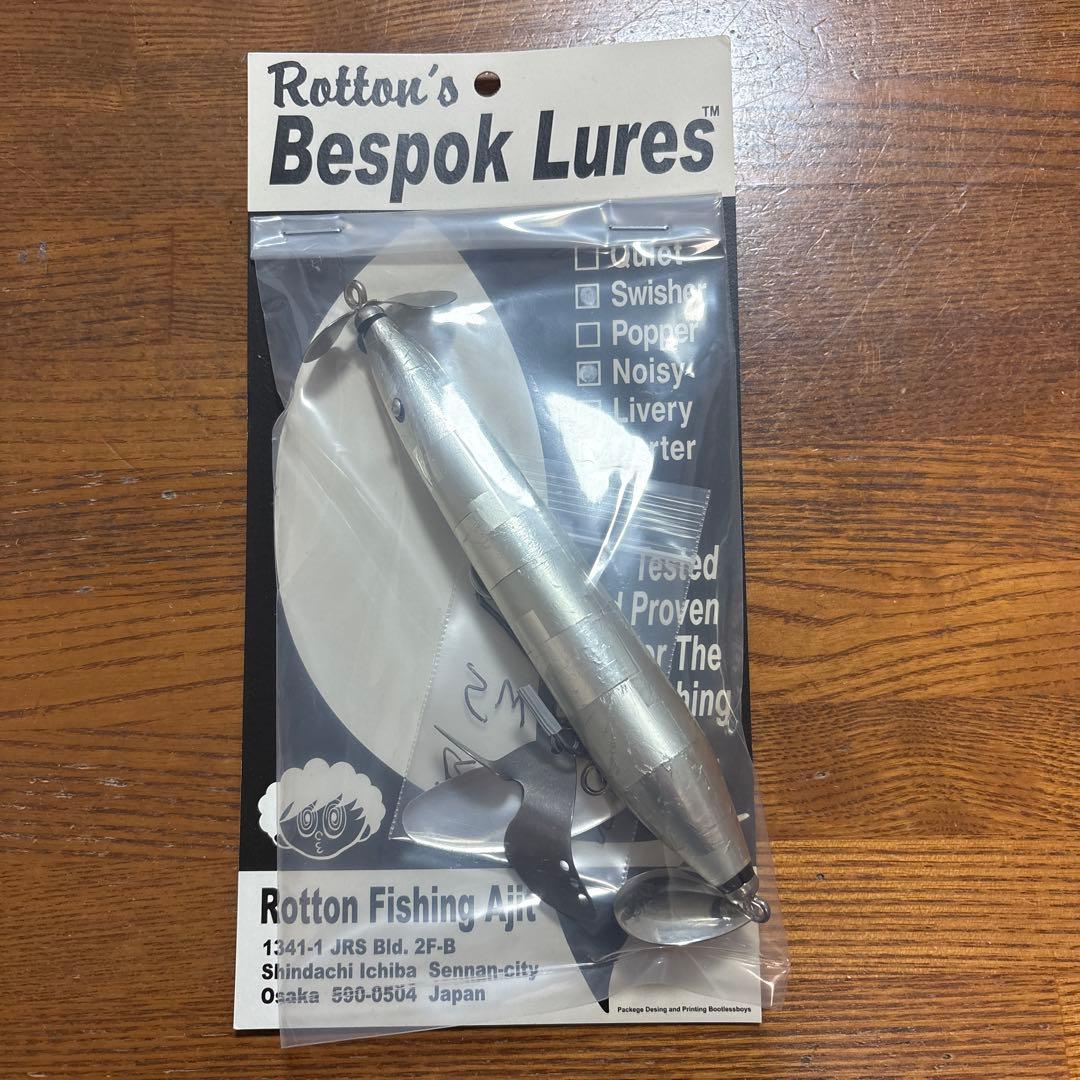 Rotton's
Bespok Lures™
Quiet
Swisher
Popper
Noisy
Livery
Tested
Proven
The
Rotton Fishing Ajit
1341-1 JRS Bld. 2F-B
Shindachi Ichiba Sennan-city
Osaka 590-0504 Japan
Packege Desing and Printing Bootlessboys